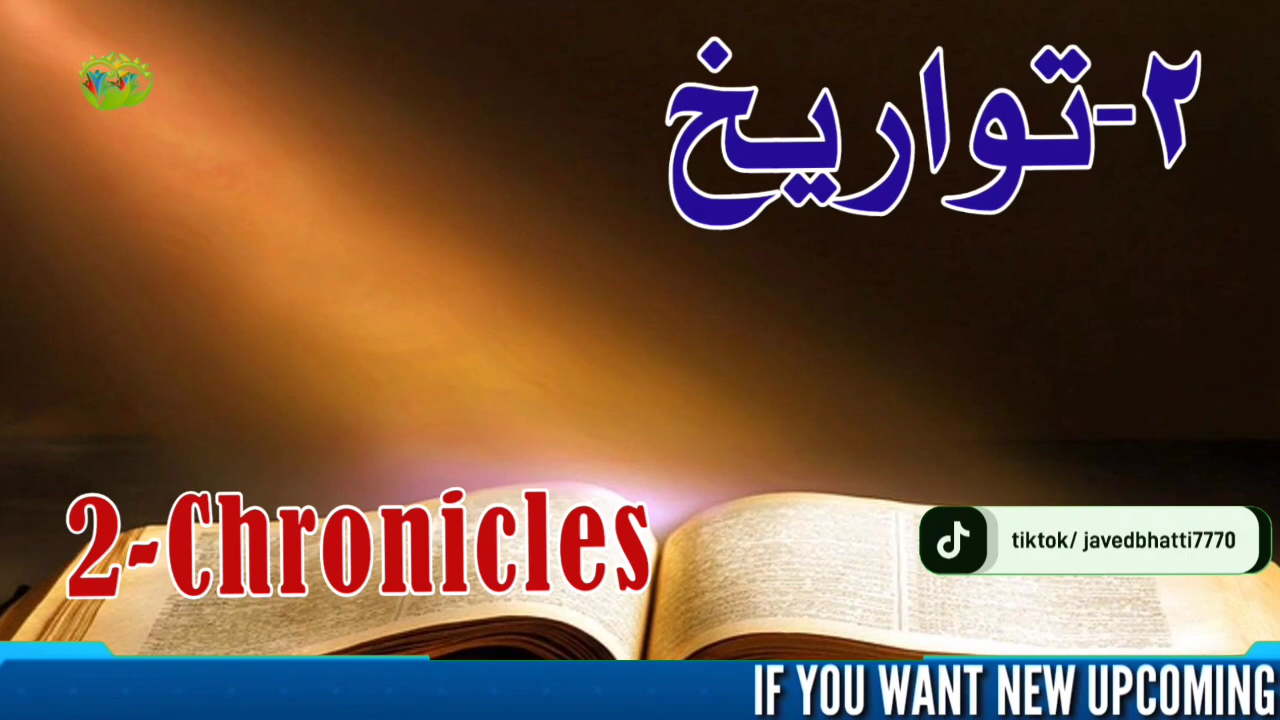 ۲-تواریخ
2-Chronicles
tiktok/ javedbhatti7770
IF YOU WANT NEW UPCOMING